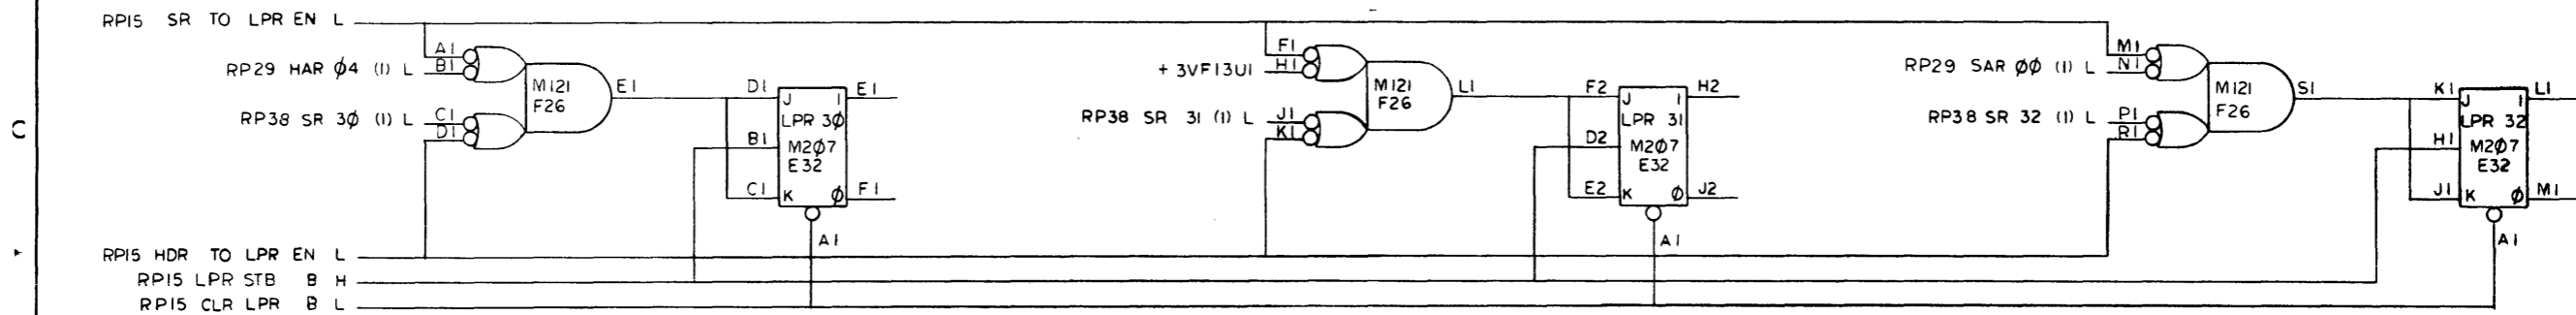 RP15 SR TO LPR EN L
A1
B1
RP29 HAR Ø4 (1) L
C1
D1
RP38 SR 3Ø (1) L
M121
F26
E1
D1
J
1
E1
LPR 3Ø
B1
M2Ø7
E32
C1
K
Ø
F1
A1
F1
H1
+3VF13U1
J1
K1
RP38 SR 31 (1) L
M121
F26
L1
F2
J
1
H2
LPR 31
D2
M2Ø7
E32
E2
K
Ø
J2
A1
M1
N1
RP29 SAR ØØ (1) L
P1
R1
RP38 SR 32 (1) L
M121
F26
S1
K1
J
1
L1
LPR 32
H1
M2Ø7
E32
J1
K
Ø
M1
A1
C
RP15 HDR TO LPR EN L
RP15 LPR STB B H
RP15 CLR LPR B L